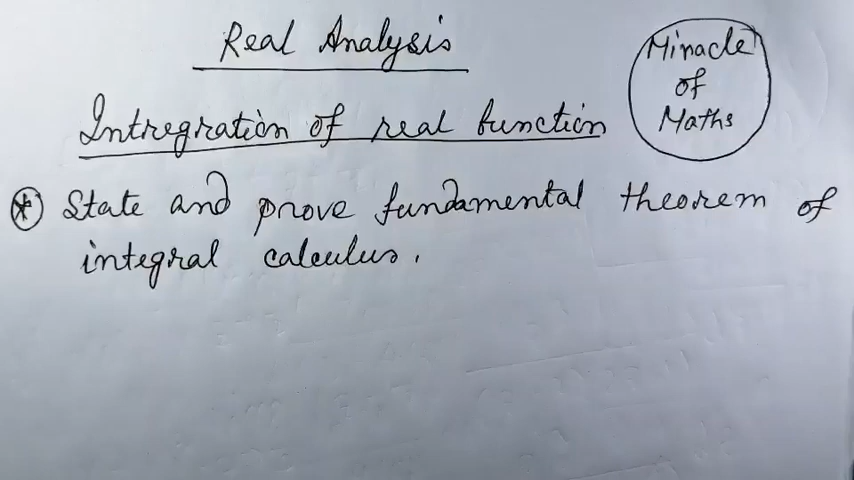 Real Analysis
Miracle
of
Maths
Intregration of real function
* State and prove fundamental theorem of
integral calculus.